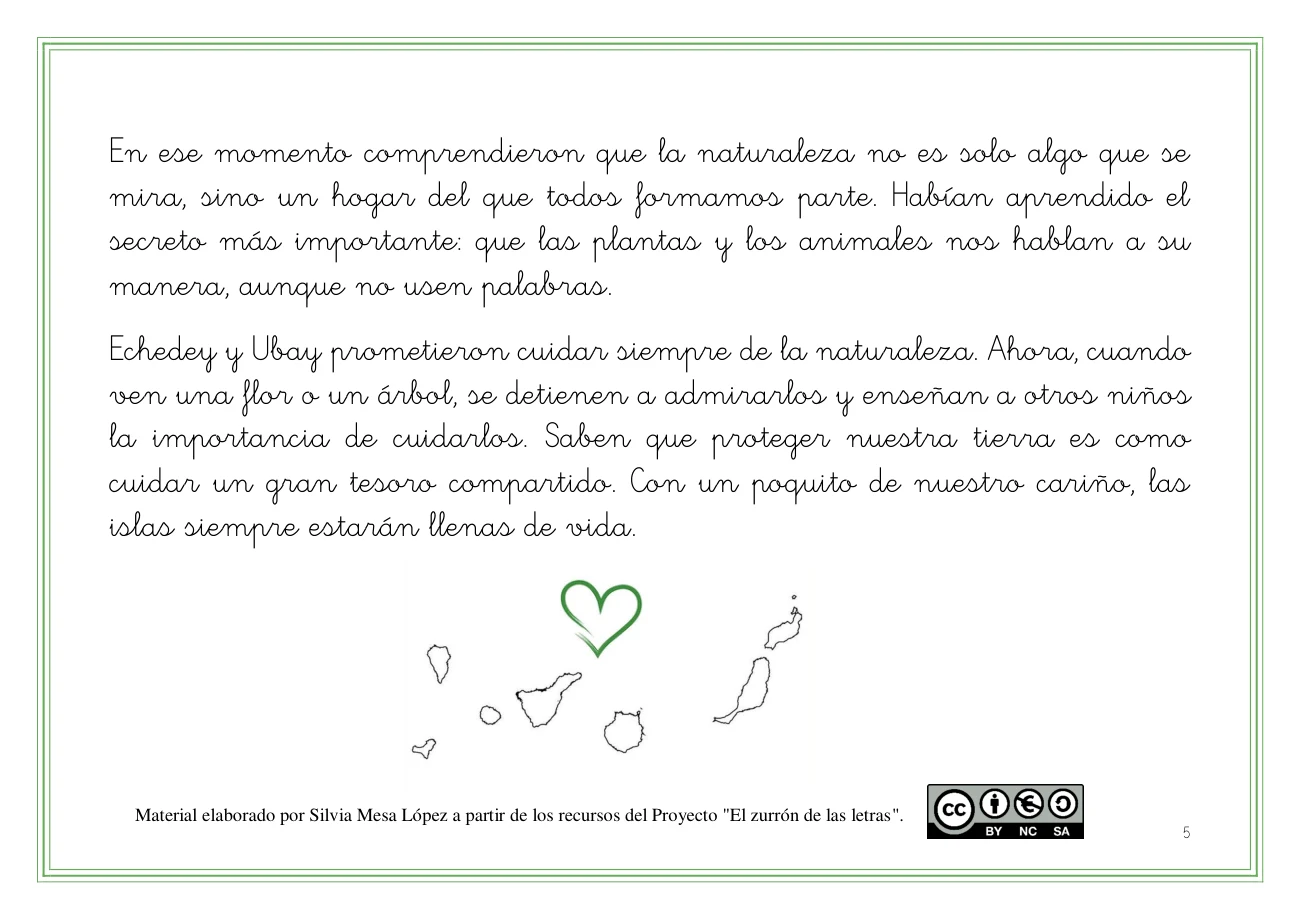 En ese momento comprendieron que la naturaleza no es solo algo que se
mira, sino un hogar del que todos formamos parte. Habían aprendido el
secreto más importante: que las plantas y los animales nos hablan a su
manera, aunque no usen palabras.
Echedey y Ubay prometieron cuidar siempre de la naturaleza. Ahora, cuando
ven una flor o un árbol, se detienen a admirarlos y enseñan a otros niños
la importancia de cuidarlos. Saben que proteger nuestra tierra es como
cuidar un gran tesoro compartido. Con un poquito de nuestro cariño, las
islas siempre estarán llenas de vida.
Material elaborado por Silvia Mesa López a partir de los recursos del Proyecto "El zurrón de las letras".
cc
BY NC SA
5